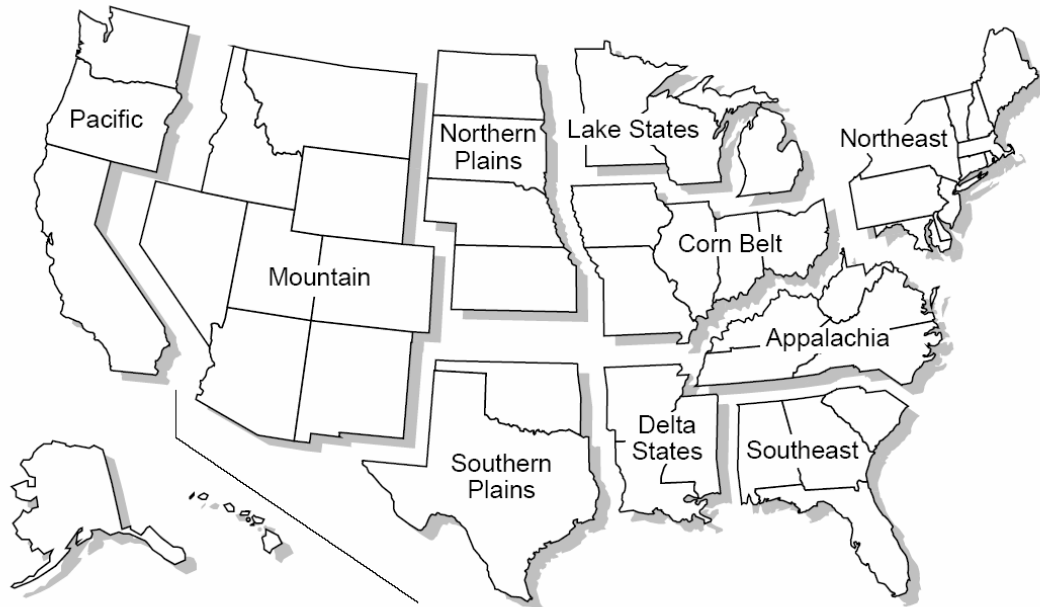 Pacific
Northern
Plains
Lake States
Northeast
Corn Belt
Mountain
Appalachia
Delta
States
Southeast
Southern
Plains